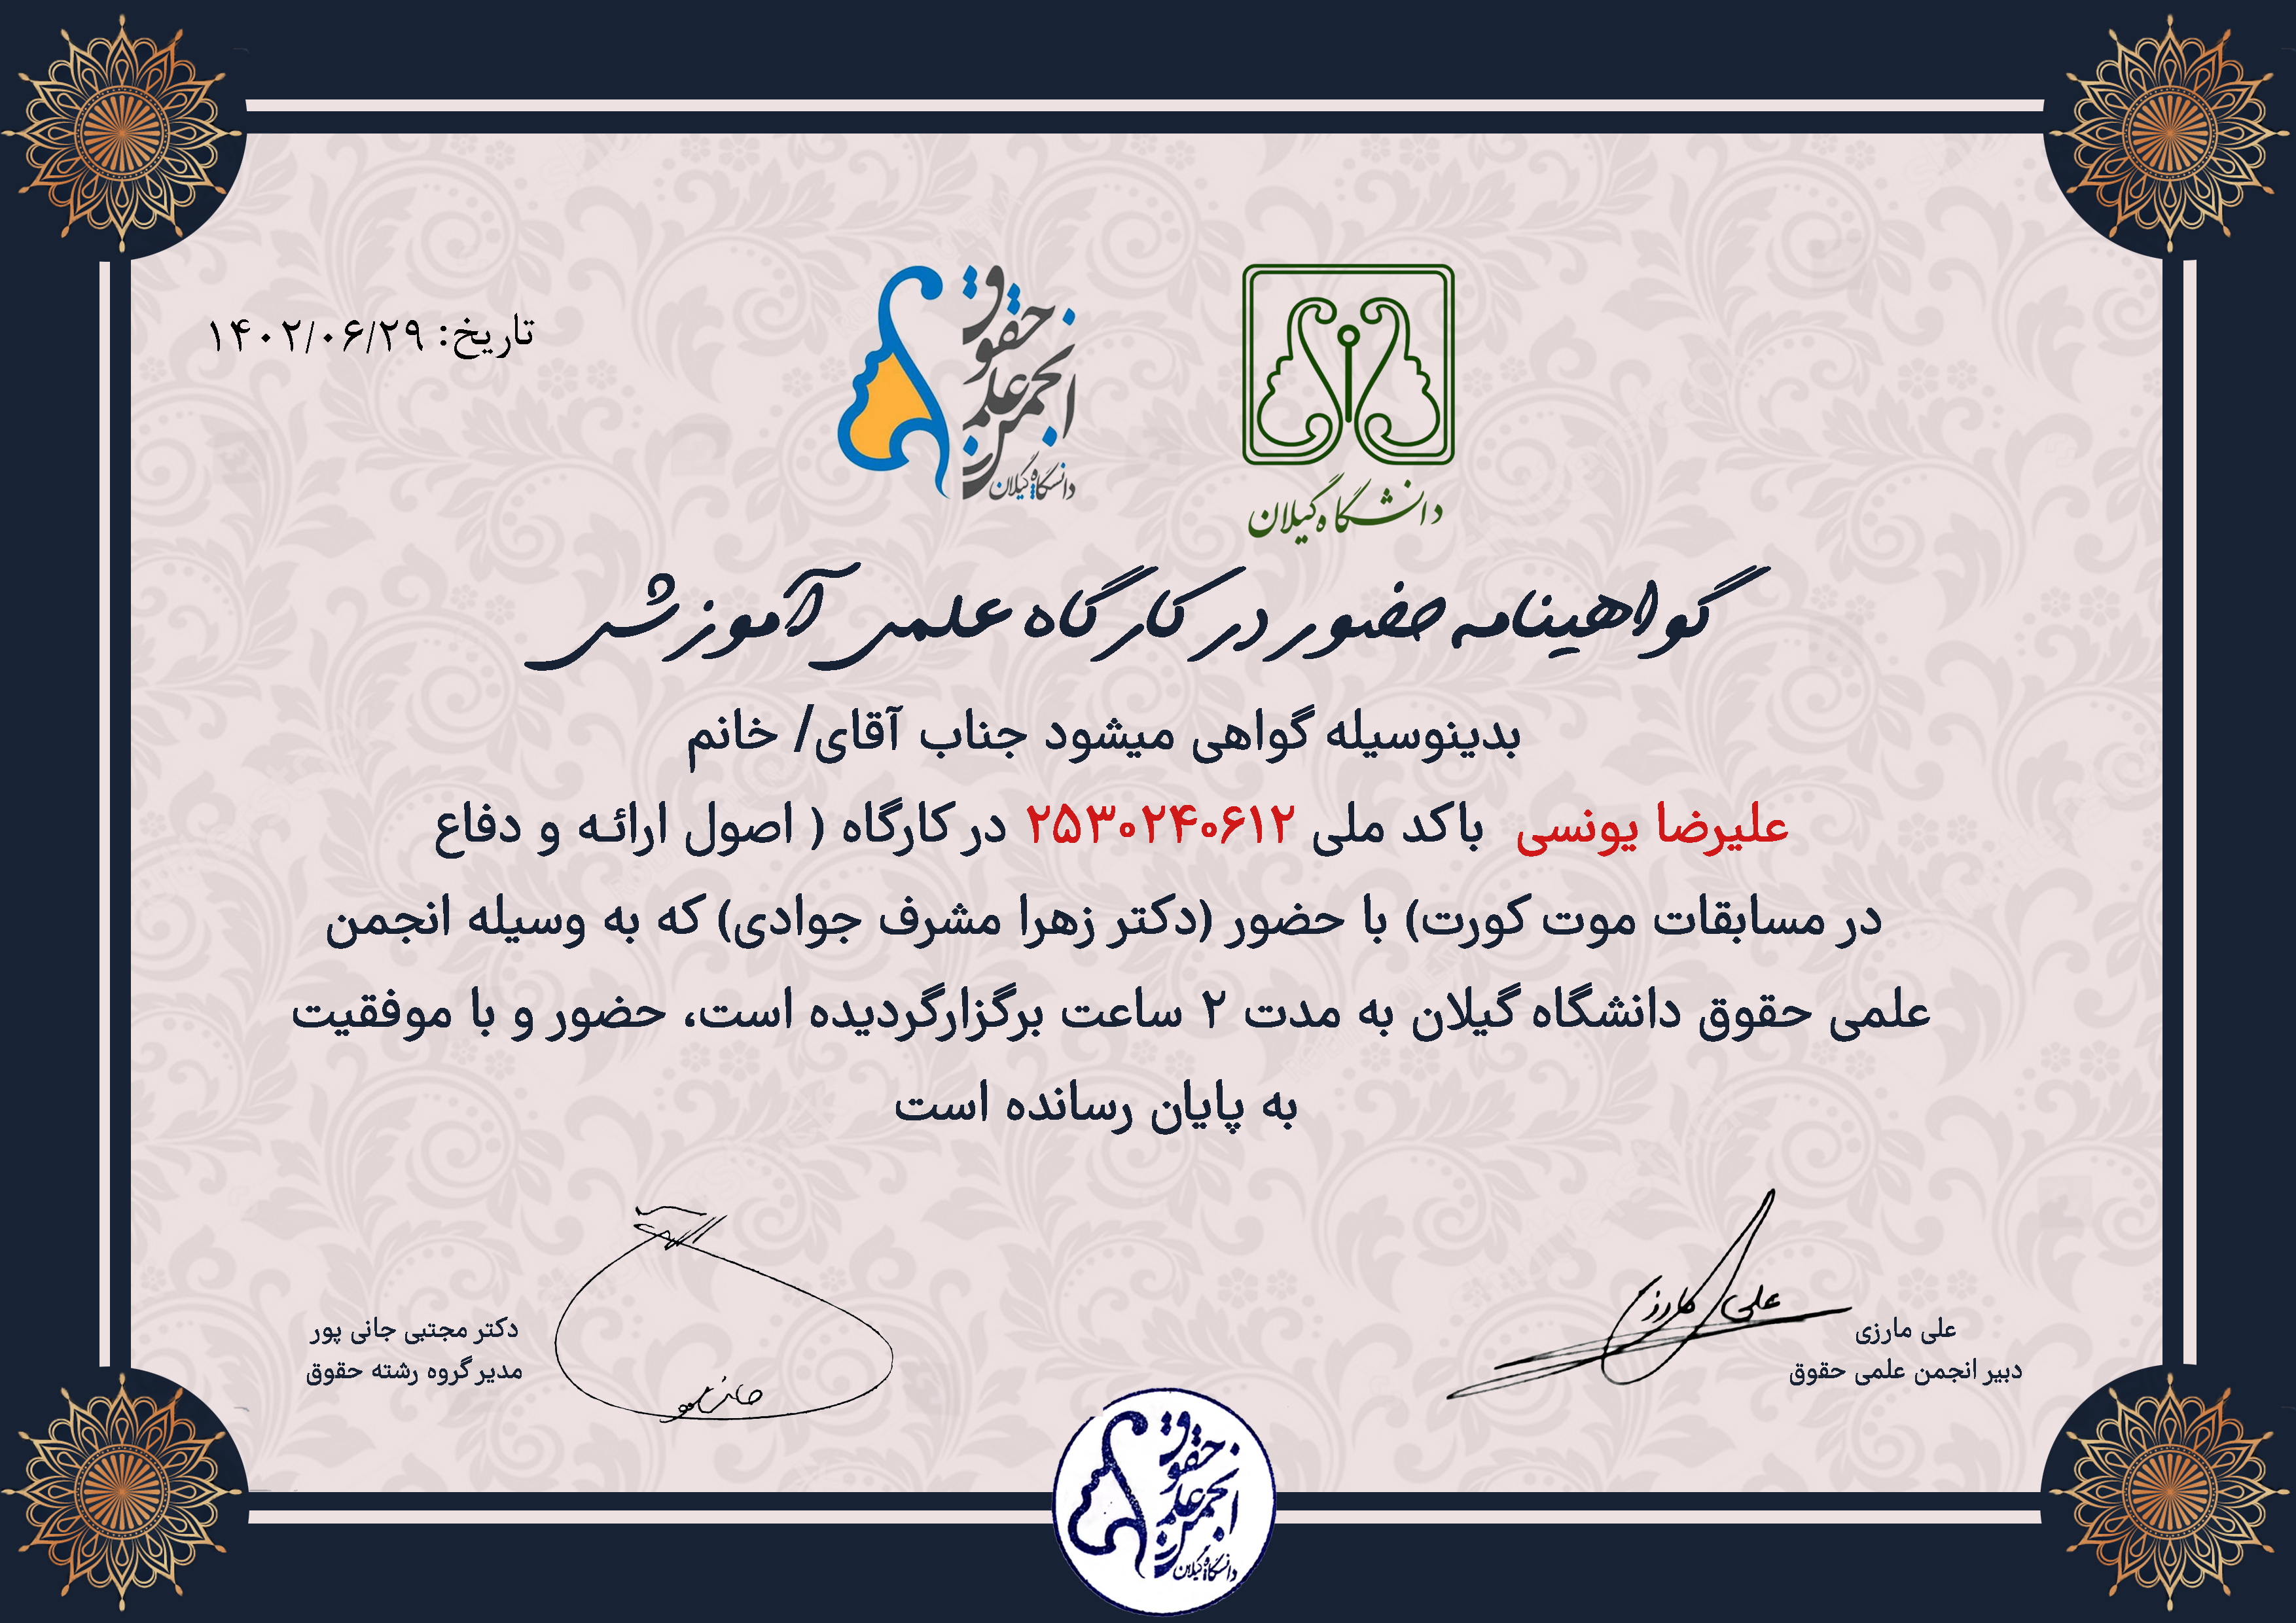 تاریخ: ۱۴۰۲/۰۶/۲۹
دانشگاه گیلان
انجمن علمی حقوق
دانشگاه گیلان
گواهینامه حضور در کارگاه علمی آموزشی
بدینوسیله گواهی میشود جناب آقای/ خانم
علیرضا یونسی باکد ملی ۲۵۳۰۲۴۰۶۱۲ در کارگاه ( اصول ارائه و دفاع
در مسابقات موت کورت) با حضور (دکتر زهرا مشرف جوادی) که به وسیله انجمن
علمی حقوق دانشگاه گیلان به مدت ۲ ساعت برگزارگردیده است، حضور و با موفقیت
به پایان رسانده است
علی مارزی
علی مارزی
دبیر انجمن علمی حقوق
دکتر مجتبی جانی پور
مدیر گروه رشته حقوق
انجمن علمی حقوق
دانشگاه گیلان